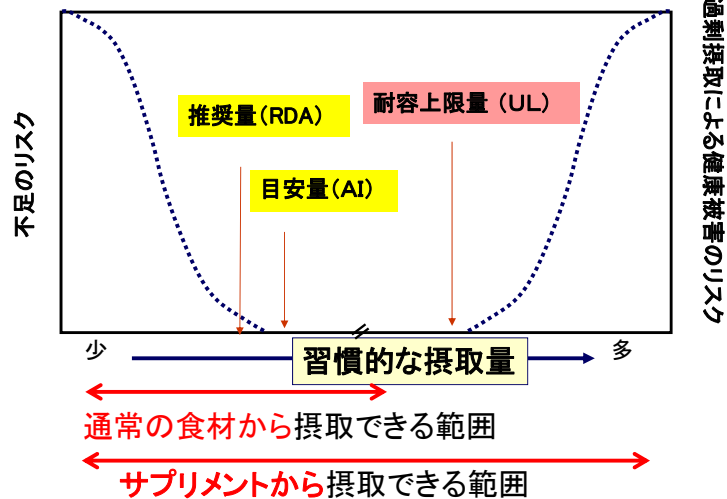 不足のリスク
推奨量(RDA)
目安量(AI)
耐容上限量 (UL)
過剰摂取による健康被害のリスク
少
習慣的な摂取量
多
通常の食材から摂取できる範囲
サプリメントから摂取できる範囲